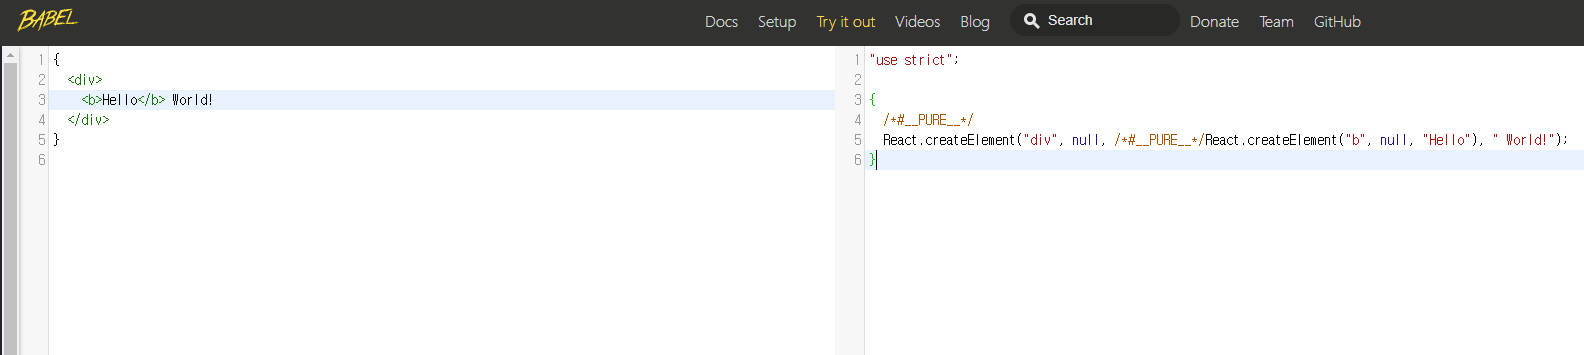 BABEL
Docs Setup Try it out Videos Blog Search Donate Team GitHub
1 {
2   <div>
3     <b>Hello</b> World!
4   </div>
5 }
6
1 "use strict";
2
3 {
4   /*#__PURE__*/
5   React.createElement("div", null, /*#__PURE__*/React.createElement("b", null, "Hello"), " World!");
6 }